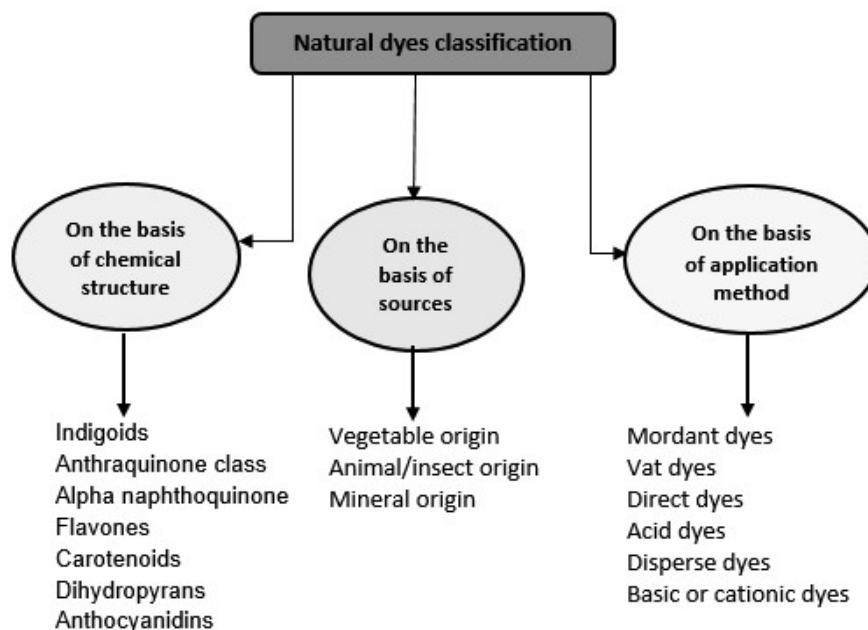 Natural dyes classification
On the basis
of chemical
structure
On the
basis of
sources
On the basis
of application
method
Indigoids
Anthraquinone class
Alpha naphthoquinone
Flavones
Carotenoids
Dihydropyrans
Anthocyanidins
Vegetable origin
Animal/insect origin
Mineral origin
Mordant dyes
Vat dyes
Direct dyes
Acid dyes
Disperse dyes
Basic or cationic dyes